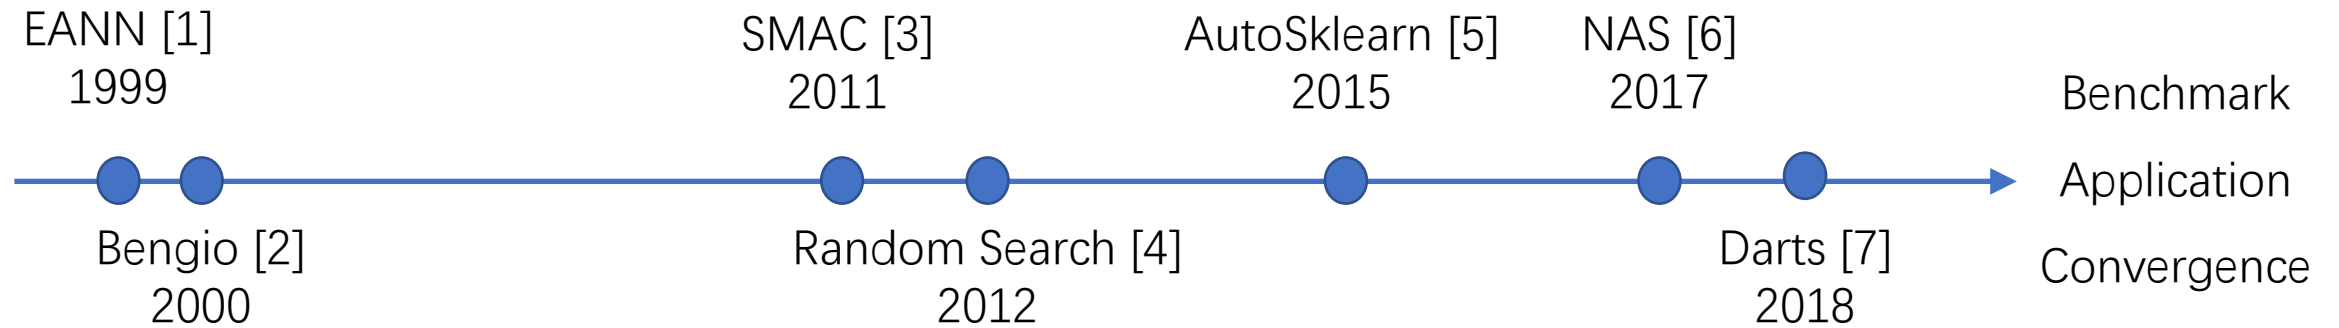 EANN [1]
1999
Bengio [2]
2000
SMAC [3]
2011
Random Search [4]
2012
AutoSklearn [5]
2015
NAS [6]
2017
Darts [7]
2018
Benchmark
Application
Convergence